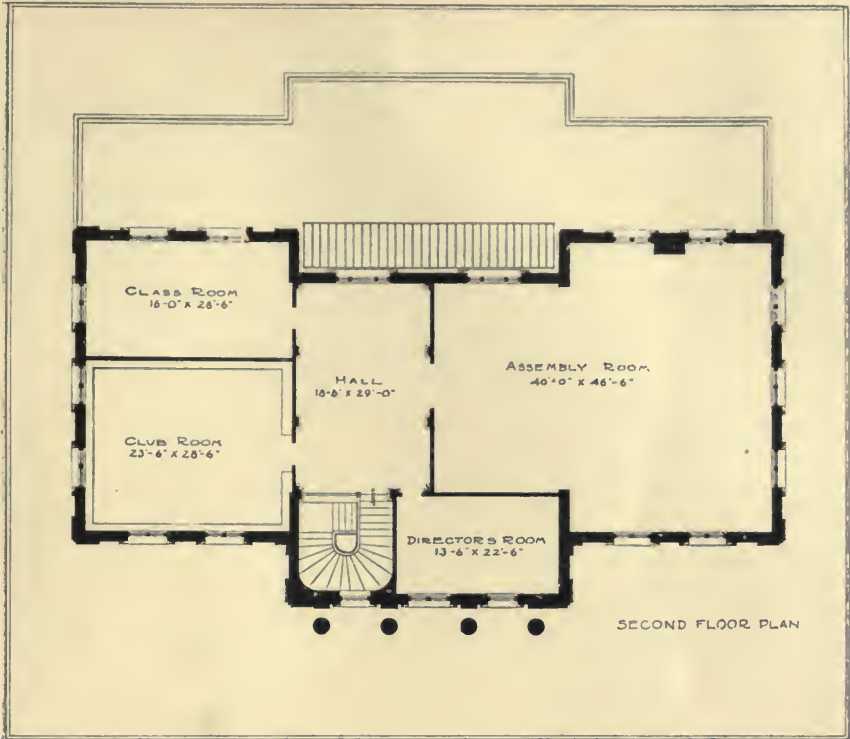 CLASS ROOM
16-0" X 28'-6"
HALL
18-6" X 29'-0"
ASSEMBLY ROOM
40'-0" X 46'-6"
CLUB ROOM
23'-6" X 28'-6"
DIRECTORS ROOM
13-6" X 22'-6"
SECOND FLOOR PLAN